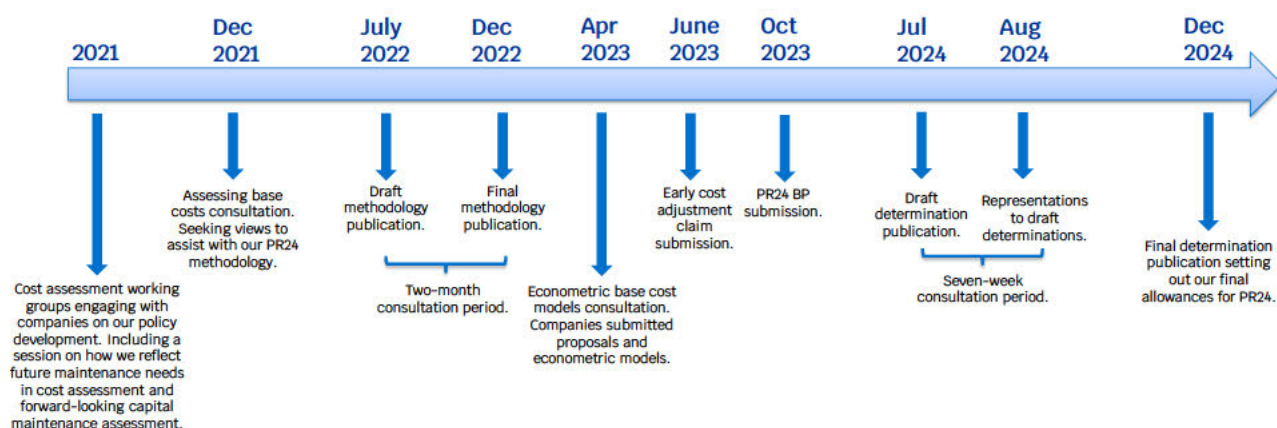 2021
Dec
2021
July
2022
Dec
2022
Apr
2023
June
2023
Oct
2023
Jul
2024
Aug
2024
Dec
2024
Cost assessment working
groups engaging with
companies on our policy
development. Including a
session on how we reflect
future maintenance needs
in cost assessment and
forward-looking capital
maintenance assessment.
Assessing base
costs consultation.
Seeking views to
assist with our PR24
methodology.
Draft
methodology
publication.
Final
methodology
publication.
Two-month
consultation period.
Econometric base cost
models consultation.
Companies submitted
proposals and
econometric models.
Early cost
adjustment
claim
submission.
PR24 BP
submission.
Draft
determination
publication.
Representations
to draft
determinations.
Seven-week
consultation period.
Final determination
publication setting
out our final
allowances for PR24.